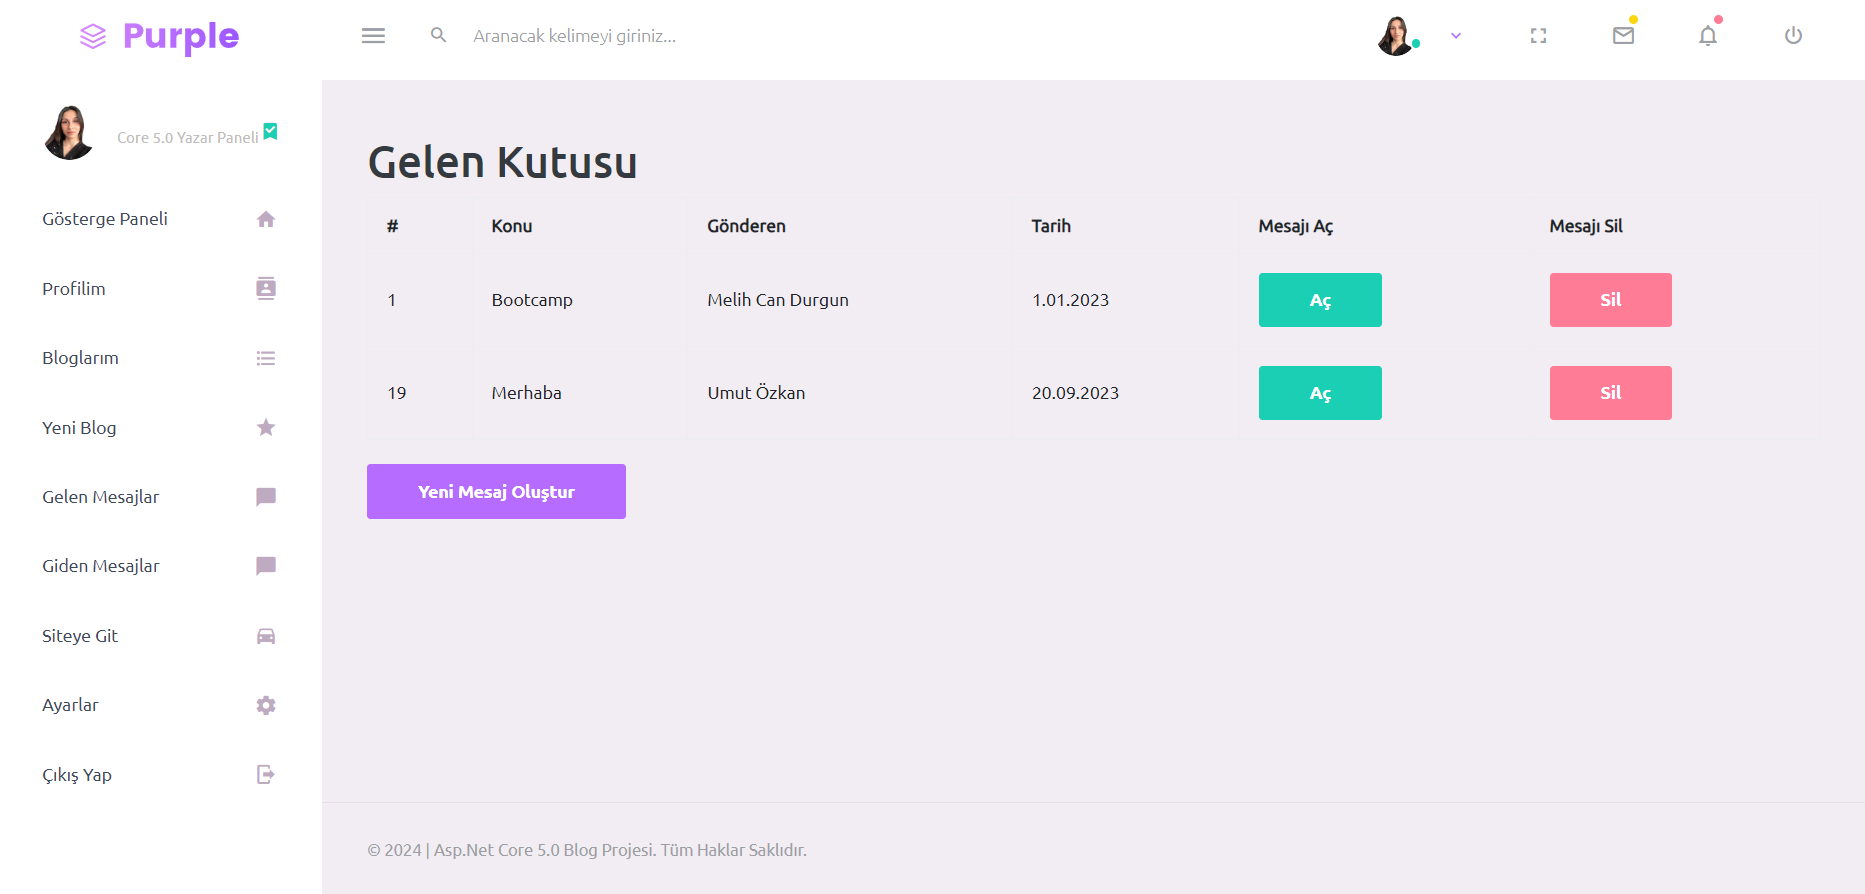 Purple
Aranacak kelimeyi giriniz...
Core 5.0 Yazar Paneli
Gösterge Paneli
Profilim
Bloglarım
Yeni Blog
Gelen Mesajlar
Giden Mesajlar
Siteye Git
Ayarlar
Çıkış Yap
Gelen Kutusu
# Konu Gönderen Tarih Mesajı Aç Mesajı Sil
1 Bootcamp Melih Can Durgun 1.01.2023 Aç Sil
19 Merhaba Umut Özkan 20.09.2023 Aç Sil
Yeni Mesaj Oluştur
© 2024 | Asp.Net Core 5.0 Blog Projesi. Tüm Haklar Saklıdır.